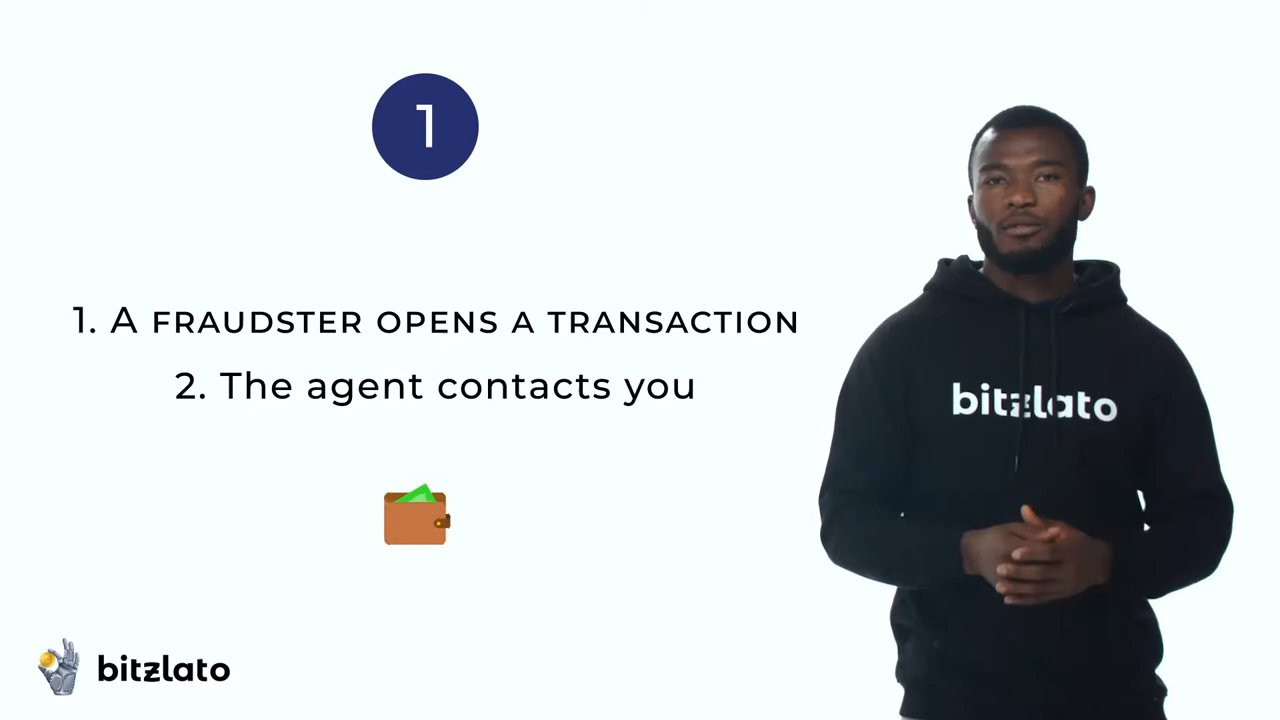 1
1. A FRAUDSTER OPENS A TRANSACTION
2. The agent contacts you
bitzlato
bitzlato